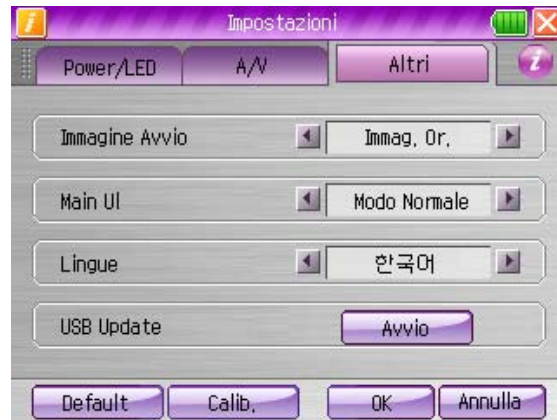 Impostazioni
Power/LED A/V Altri
Immagine Avvio Immag. Or.
Main UI Modo Normale
Lingue 한국어
USB Update Avvio
Default Calib. OK Annulla